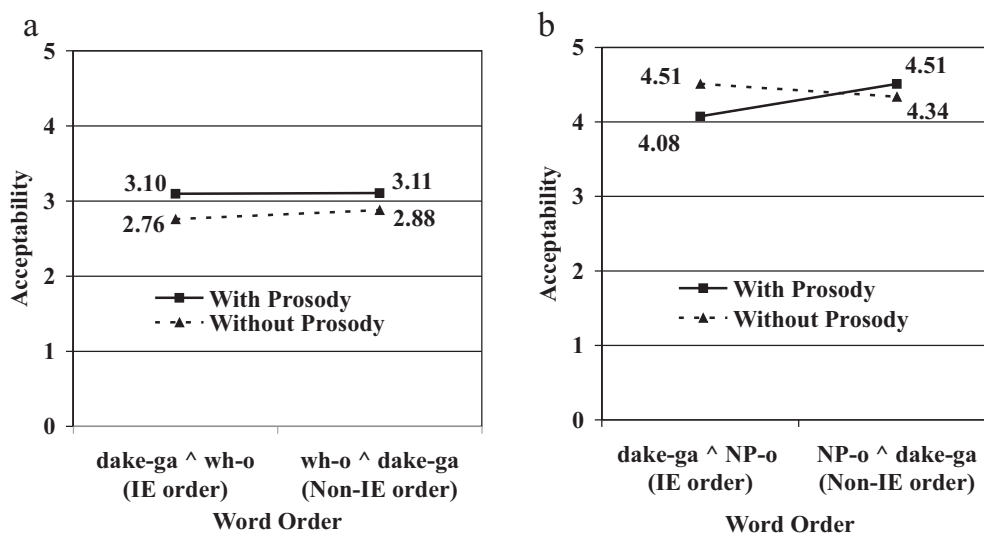 a
5
4
3
2
1
0
Acceptability
3.10
3.11
2.76
2.88
With Prosody
Without Prosody
dake-ga ^ wh-o
(IE order)
wh-o ^ dake-ga
(Non-IE order)
Word Order
b
5
4
3
2
1
0
Acceptability
4.51
4.51
4.08
4.34
With Prosody
Without Prosody
dake-ga ^ NP-o
(IE order)
NP-o ^ dake-ga
(Non-IE order)
Word Order